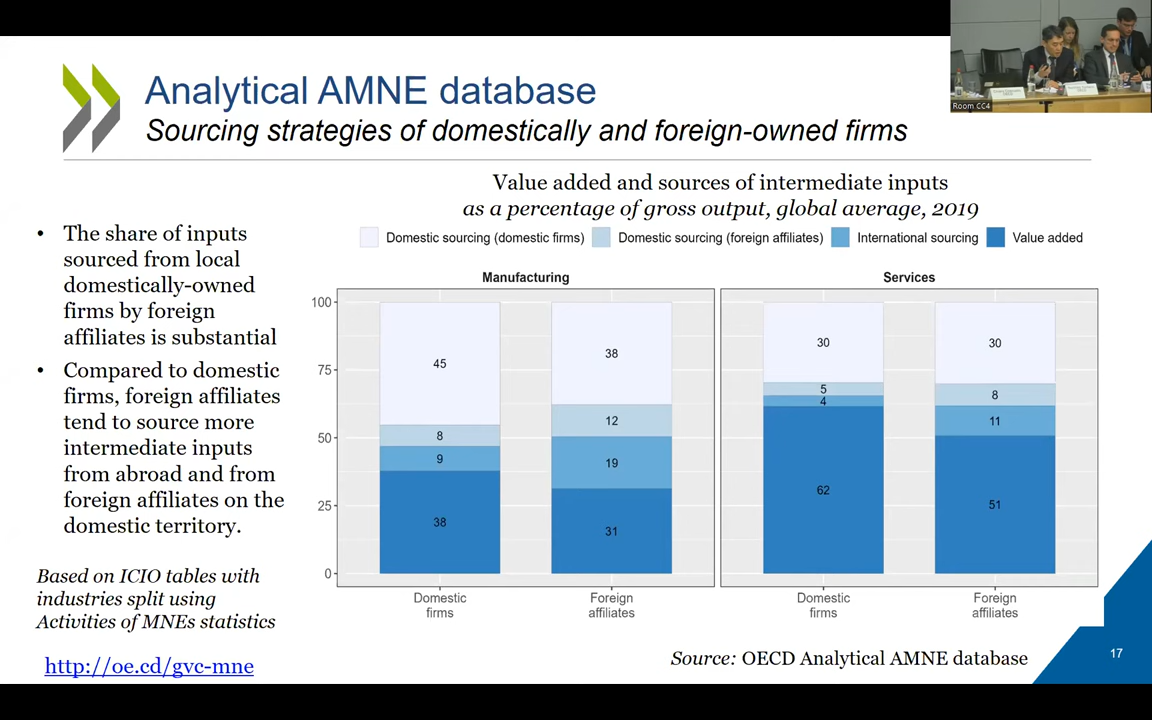 Room CC4
Analytical AMNE database
Sourcing strategies of domestically and foreign-owned firms
• The share of inputs
sourced from local
domestically-owned
firms by foreign
affiliates is substantial
• Compared to domestic
firms, foreign affiliates
tend to source more
intermediate inputs
from abroad and from
foreign affiliates on the
domestic territory.
Based on ICIO tables with
industries split using
Activities of MNEs statistics
http://oe.cd/gvc-mne
Value added and sources of intermediate inputs
as a percentage of gross output, global average, 2019
Domestic sourcing (domestic firms) Domestic sourcing (foreign affiliates) International sourcing Value added
Manufacturing
100
75
50
25
0
45
8
9
38
38
12
19
31
Domestic
firms
Foreign
affiliates
Services
30
5
4
62
30
8
11
51
Domestic
firms
Foreign
affiliates
Source: OECD Analytical AMNE database
17